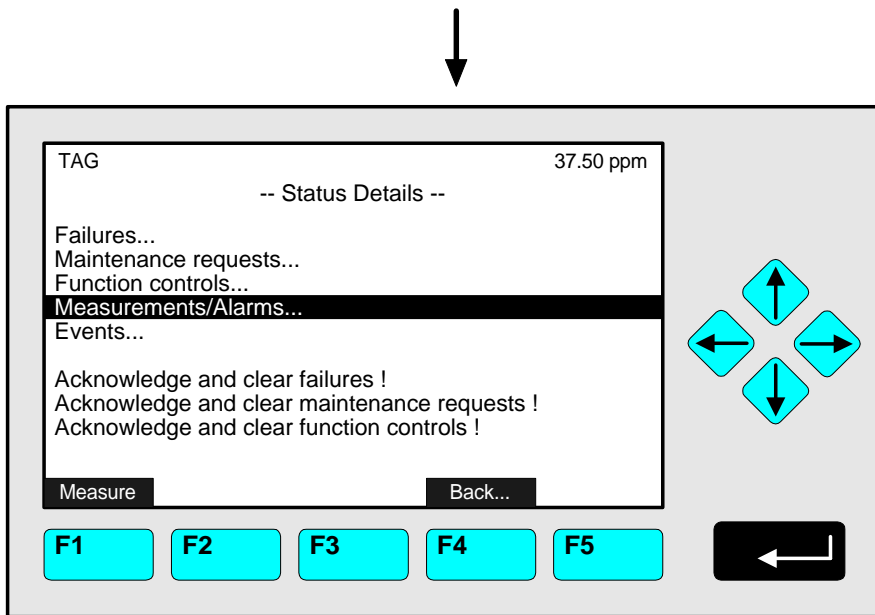 TAG 37.50 ppm
-- Status Details --
Failures...
Maintenance requests...
Function controls...
Measurements/Alarms...
Events...
Acknowledge and clear failures !
Acknowledge and clear maintenance requests !
Acknowledge and clear function controls !
Measure Back...
F1 F2 F3 F4 F5